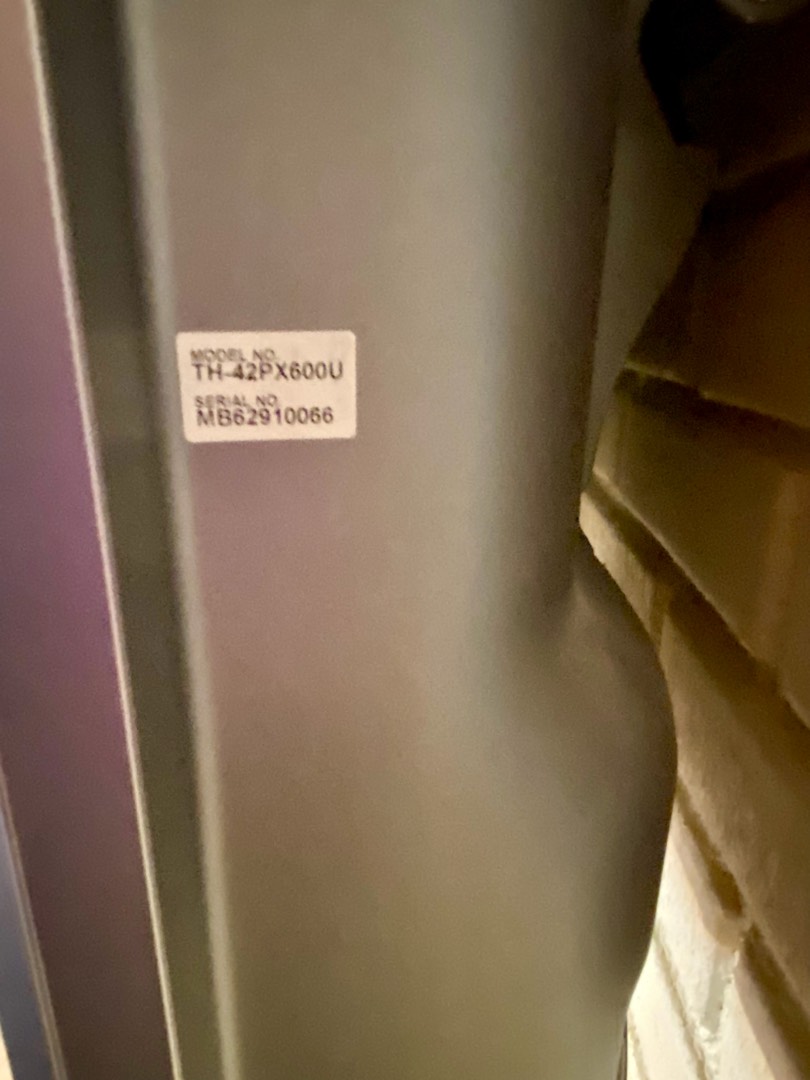 MODEL NO.
TH-42PX600U
SERIAL NO.
MB62910066